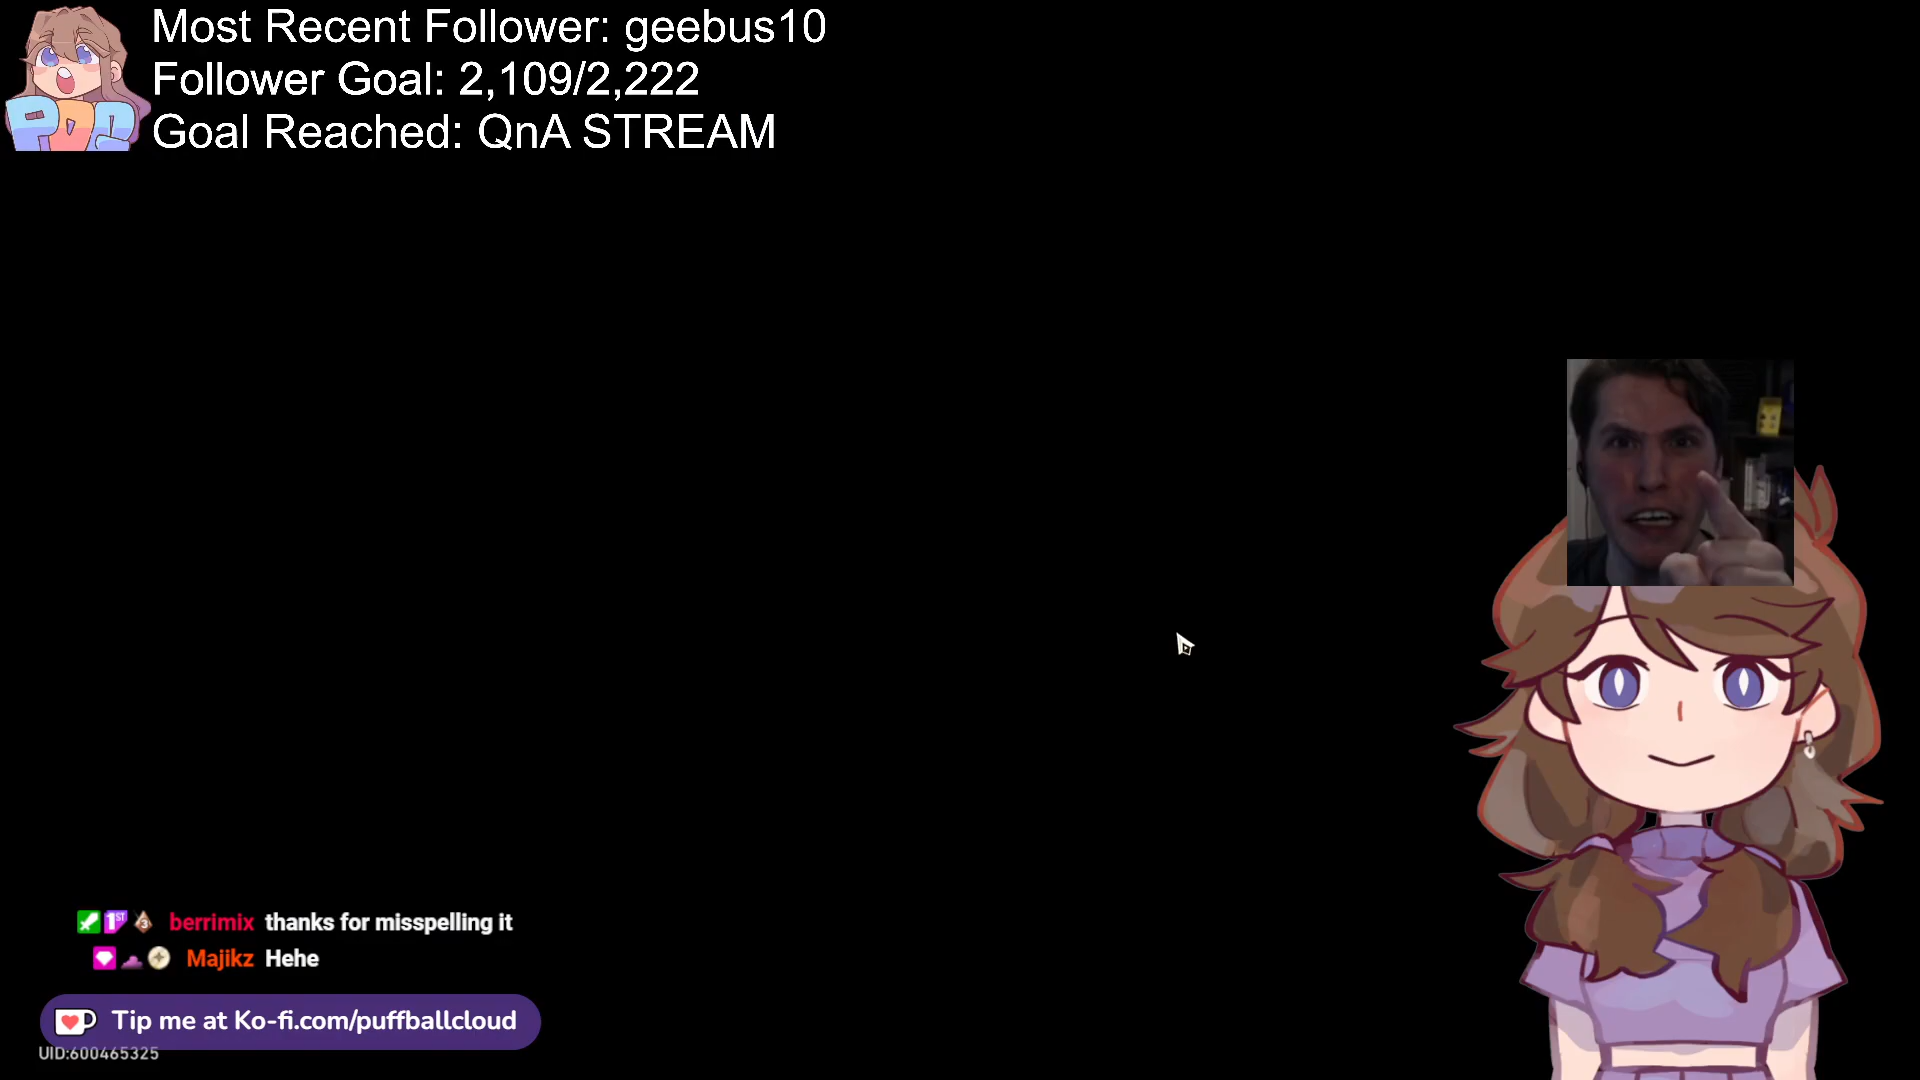 Most Recent Follower: geebus10
Follower Goal: 2,109/2,222
Goal Reached: QnA STREAM
berrimix thanks for misspelling it
Majikz Hehe
Tip me at Ko-fi.com/puffballcloud
UID:600465325